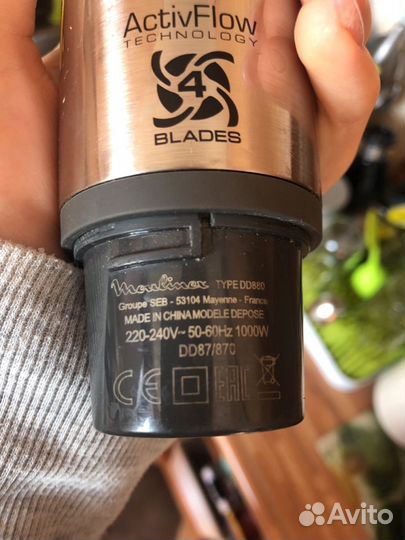 ActivFlow
TECHNOLOGY
4
BLADES
Moulinex TYPE DD880
Groupe SEB - 53104 Mayenne - France
MADE IN CHINA MODELE DEPOSE
220-240V~ 50-60Hz 1000W
DD87/870
CE EAC
Avito